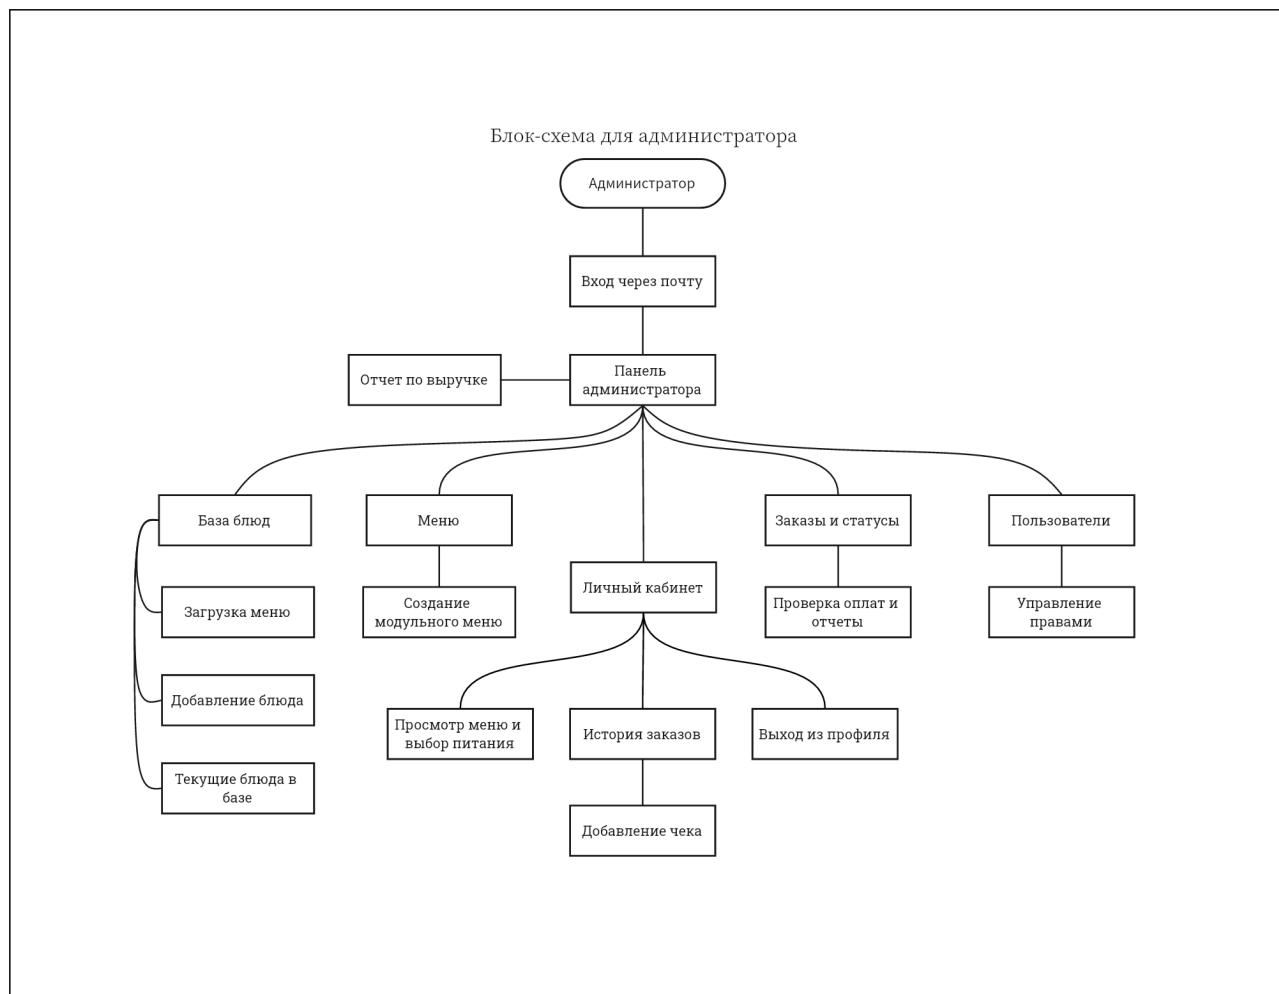 Блок-схема для администратора
Администратор
Вход через почту
Отчет по выручке
Панель
администратора
База блюд
Меню
Заказы и статусы
Пользователи
Личный кабинет
Загрузка меню
Создание
модульного меню
Проверка оплат и
отчеты
Управление
правами
Добавление блюда
Просмотр меню и
выбор питания
История заказов
Выход из профиля
Текущие блюда в
базе
Добавление чека